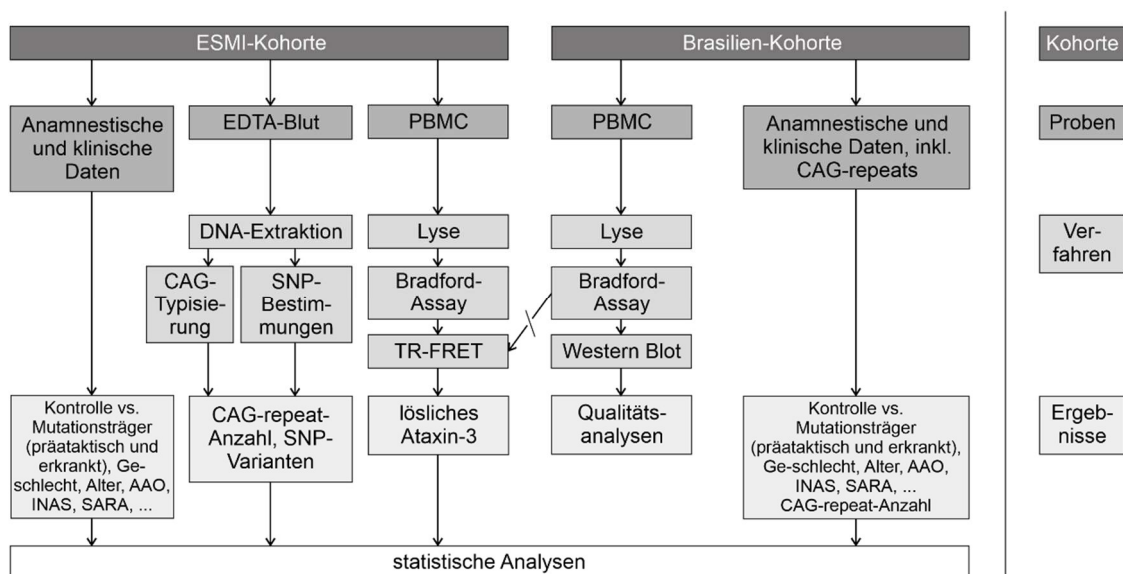 ESMI-Kohorte
Brasilien-Kohorte
Kohorte
Anamnestische
und klinische
Daten
EDTA-Blut
PBMC
PBMC
Anamnestische und
klinische Daten, inkl.
CAG-repeats
Proben
DNA-Extraktion
Lyse
Lyse
Ver-
fahren
CAG-
Typisie-
rung
SNP-
Bestim-
mungen
Bradford-
Assay
Bradford-
Assay
TR-FRET
Western Blot
Kontrolle vs.
Mutationsträger
(präataktisch und
erkrankt), Ge-
schlecht, Alter, AAO,
INAS, SARA, ...
CAG-repeat-
Anzahl, SNP-
Varianten
lösliches
Ataxin-3
Qualitäts-
analysen
Kontrolle vs.
Mutationsträger
(präataktisch und erkrankt),
Ge-schlecht, Alter, AAO,
INAS, SARA, ...
CAG-repeat-Anzahl
Ergeb-
nisse
statistische Analysen